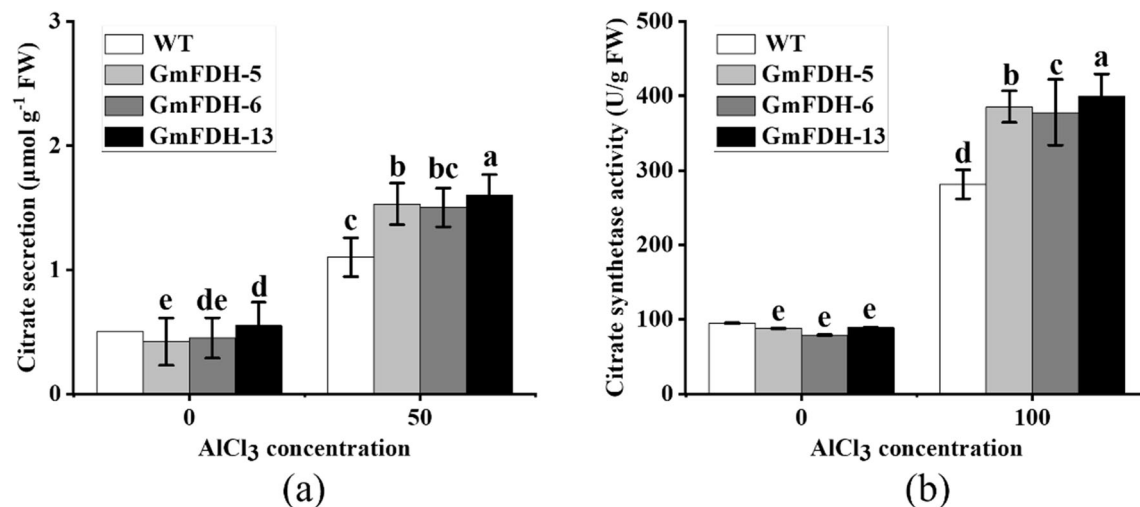 3
2
1
0
Citrate secretion (μmol g⁻¹ FW)
WT
GmFDH-5
GmFDH-6
GmFDH-13
e
de
d
c
b
bc
a
0
50
AlCl₃ concentration
(a)
500
400
300
200
100
0
Citrate synthetase activity (U/g FW)
WT
GmFDH-5
GmFDH-6
GmFDH-13
e
e
e
d
b
c
a
0
100
AlCl₃ concentration
(b)